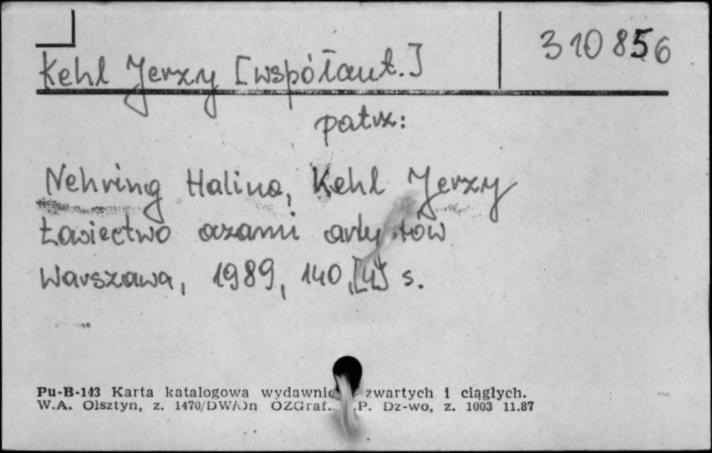 310856
Kehl Jerzy [współaut.]
patrz:
Nehring Halina, Kehl Jerzy
Łowiectwo oczami
Warszawa, 1989, 140, [4] s.
Pu-B-143 Karta katalogowa zwartych i ciągłych.
W.A. Olsztyn, z. 1470/DW/On OZGraf. .P. Dz-wo, z. 1003 11.87